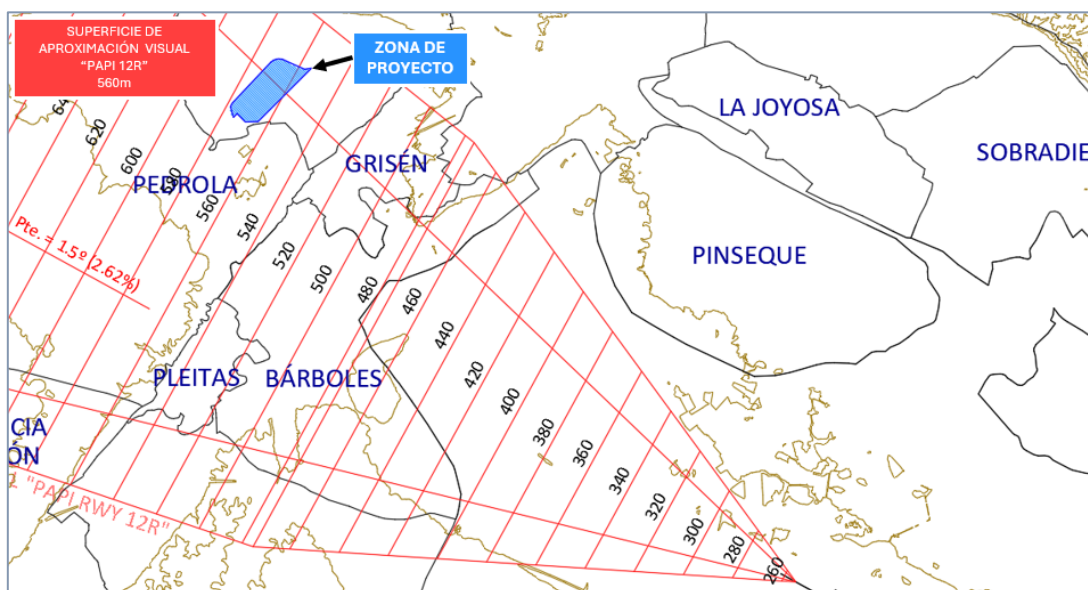 SUPERFICIE DE
APROXIMACIÓN VISUAL
"PAPI 12R"
560m
ZONA DE
PROYECTO
LA JOYOSA
SOBRADIE
GRISÉN
PEDROLA
PINSEQUE
PLEITAS
BÁRBOLES
CIA
ÓN
Pte. = 1.5º (2.62%)
"PAPI RWY 12R"
620
600
580
560
540
520
500
480
460
440
420
400
380
360
340
320
300
280
260